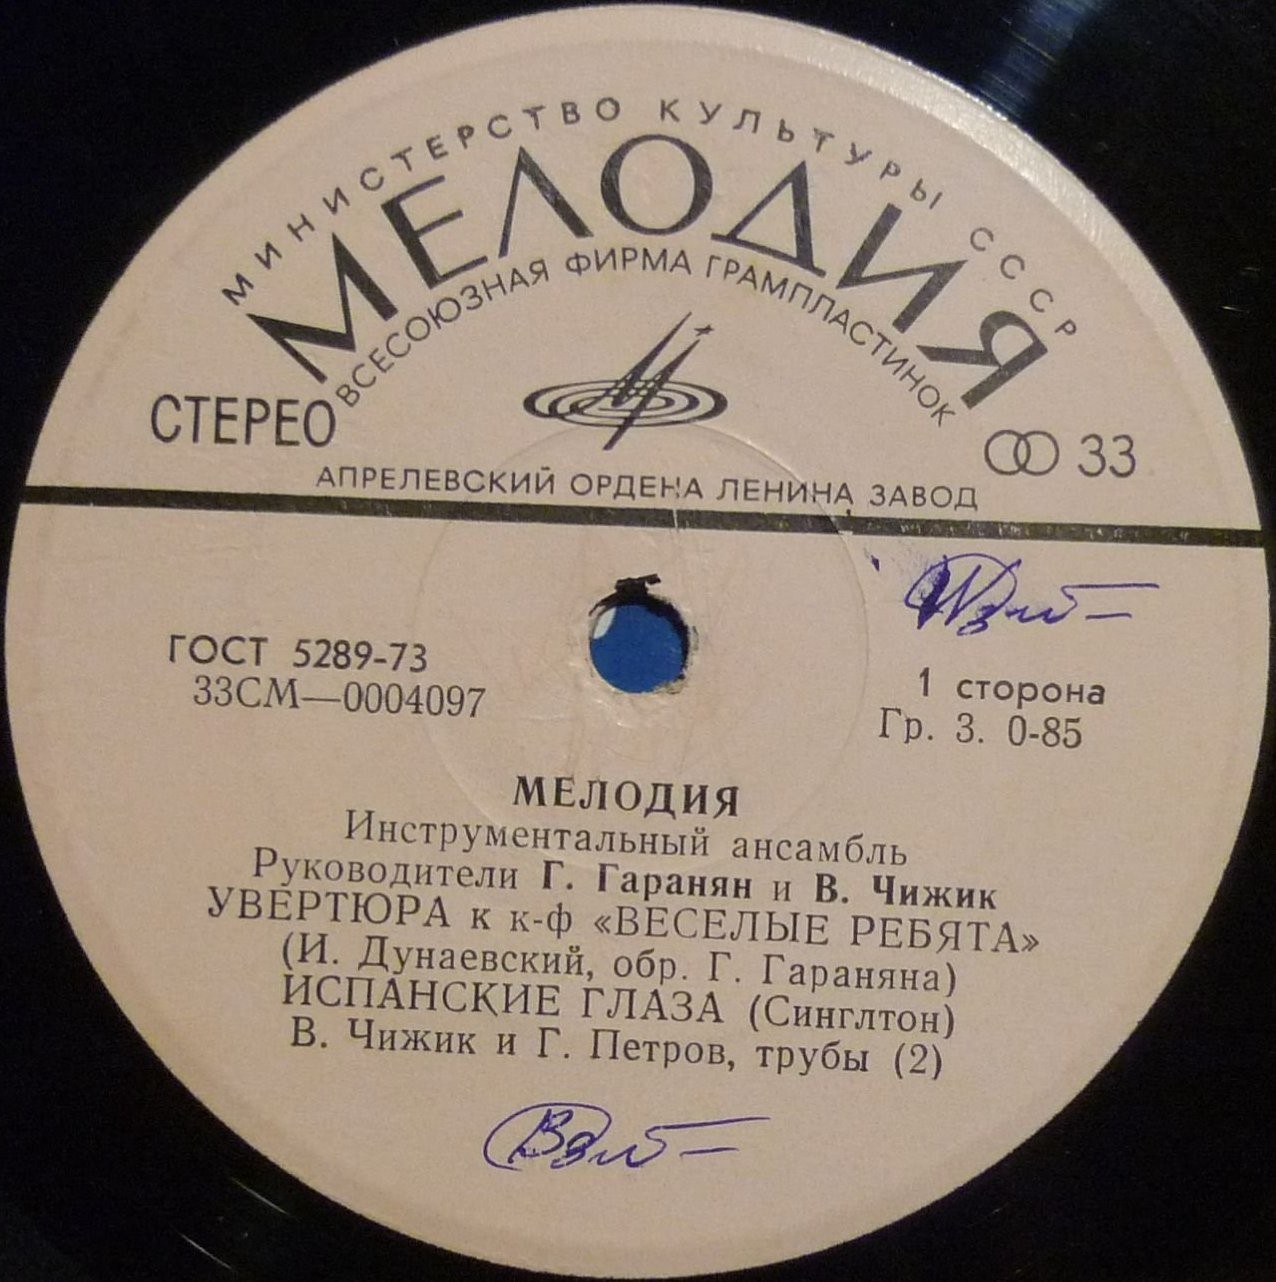 МИНИСТЕРСТВО КУЛЬТУРЫ СССР
МЕЛОДИЯ
ВСЕСОЮЗНАЯ ФИРМА ГРАМПЛАСТИНОК
СТЕРЕО
33
АПРЕЛЕВСКИЙ ОРДЕНА ЛЕНИНА ЗАВОД
ГОСТ 5289-73
33СМ—0004097
1 сторона
Гр. 3. 0-85
МЕЛОДИЯ
Инструментальный ансамбль
Руководители Г. Гаранян и В. Чижик
УВЕРТЮРА к к-ф «ВЕСЕЛЫЕ РЕБЯТА»
(И. Дунаевский, обр. Г. Гараняна)
ИСПАНСКИЕ ГЛАЗА (Синглтон)
В. Чижик и Г. Петров, трубы (2)